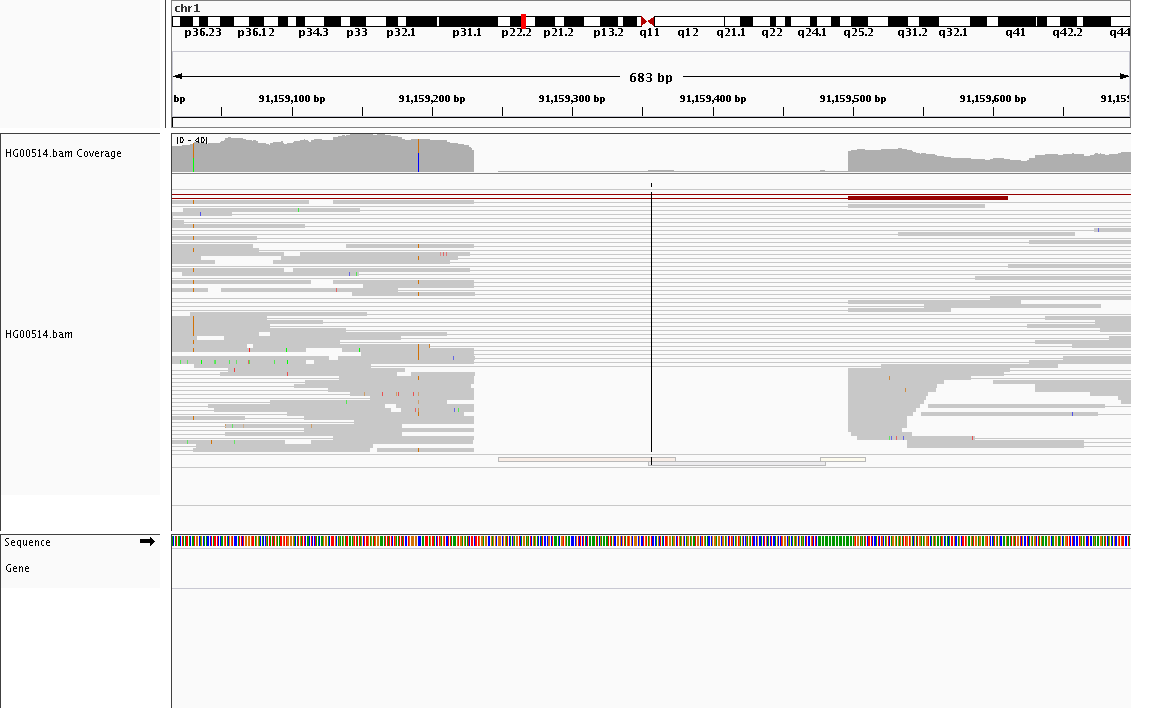 chr1
p36.23 p36.12 p34.3 p33 p32.1 p31.1 p22.2 p21.2 p13.2 q11 q12 q21.1 q22 q24.1 q25.2 q31.2 q32.1 q41 q42.2 q44
683 bp
bp 91,159,100 bp 91,159,200 bp 91,159,300 bp 91,159,400 bp 91,159,500 bp 91,159,600 bp 91,159
HG00514.bam Coverage
[0 - 40]
HG00514.bam
Sequence
Gene